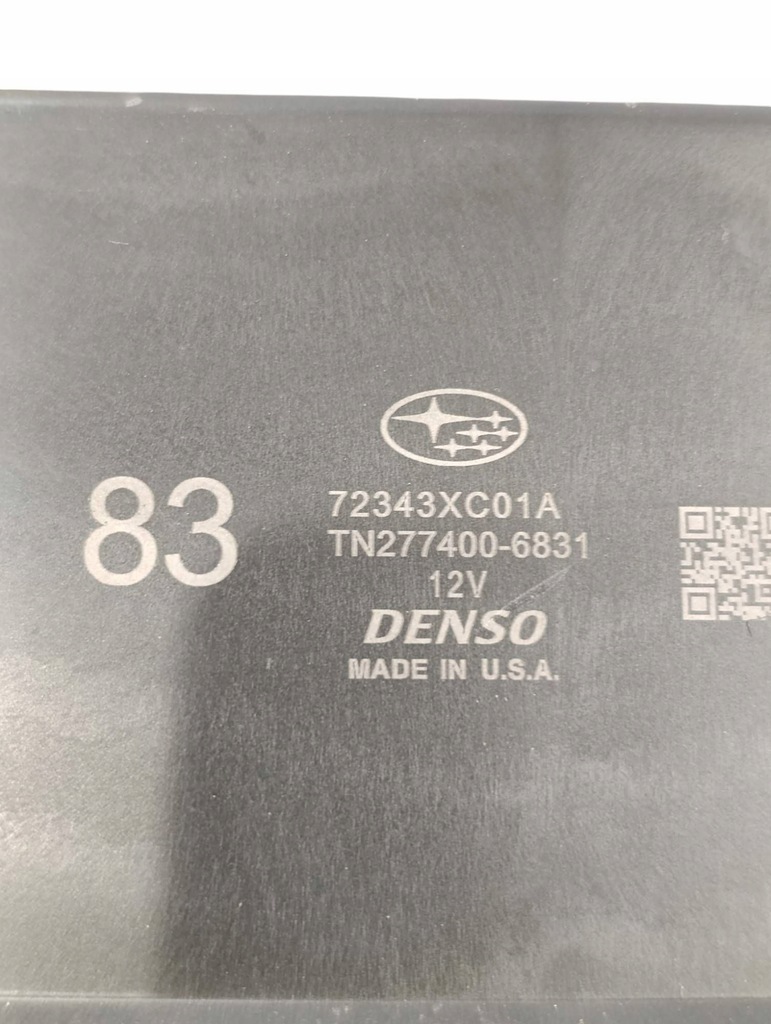 83
72343XC01A
TN277400-6831
12V
DENSO
MADE IN U.S.A.